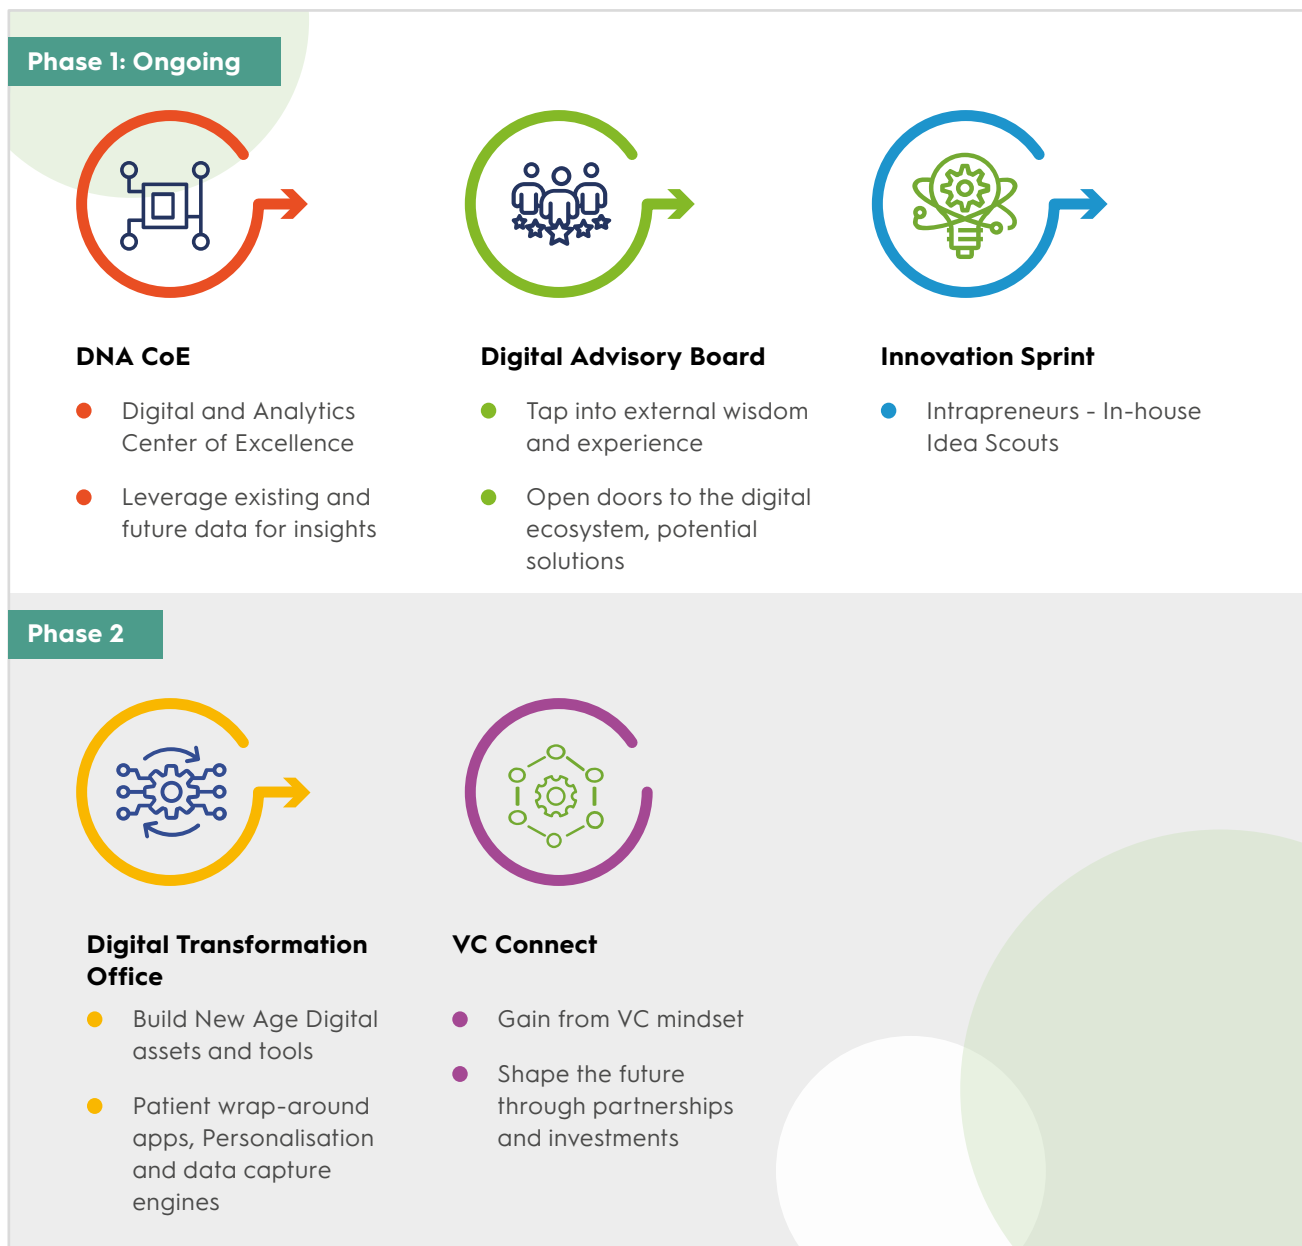 Phase 1: Ongoing
DNA CoE
Digital and Analytics
Center of Excellence
Leverage existing and
future data for insights
Digital Advisory Board
Tap into external wisdom
and experience
Open doors to the digital
ecosystem, potential
solutions
Innovation Sprint
Intrapreneurs - In-house
Idea Scouts
Phase 2
Digital Transformation
Office
Build New Age Digital
assets and tools
Patient wrap-around
apps, Personalisation
and data capture
engines
VC Connect
Gain from VC mindset
Shape the future
through partnerships
and investments